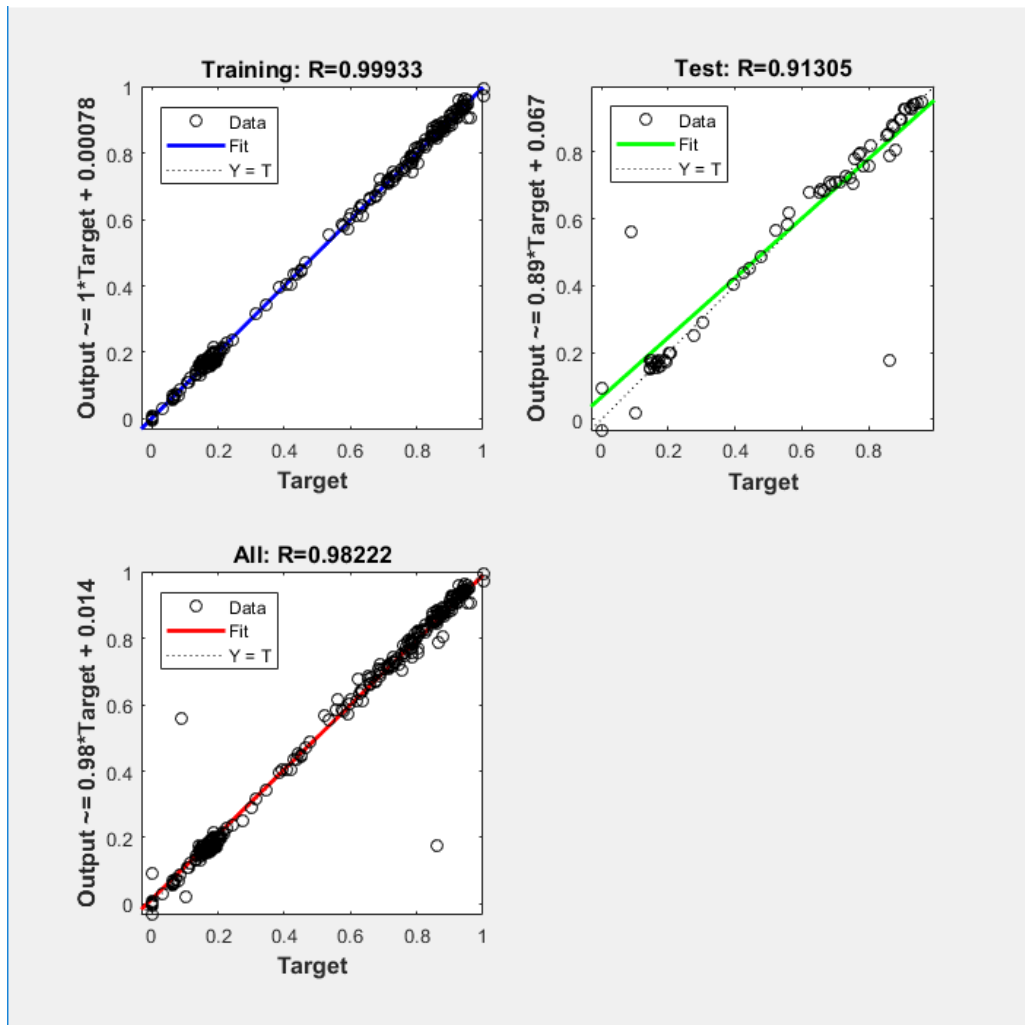 Training: R=0.99933
Output ~= 1*Target + 0.00078
1
0.8
0.6
0.4
0.2
0
Data
Fit
Y = T
0 0.2 0.4 0.6 0.8 1
Target
Test: R=0.91305
Output ~= 0.89*Target + 0.067
0.8
0.6
0.4
0.2
0
Data
Fit
Y = T
0 0.2 0.4 0.6 0.8
Target
All: R=0.98222
Output ~= 0.98*Target + 0.014
1
0.8
0.6
0.4
0.2
0
Data
Fit
Y = T
0 0.2 0.4 0.6 0.8 1
Target